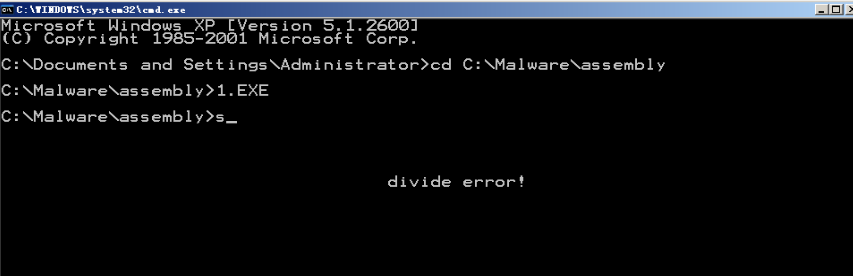 C:\WINDOWS\system32\cmd.exe
Microsoft Windows XP [Version 5.1.2600]
(C) Copyright 1985-2001 Microsoft Corp.
C:\Documents and Settings\Administrator>cd C:\Malware\assembly
C:\Malware\assembly>1.EXE
C:\Malware\assembly>s_
divide error!